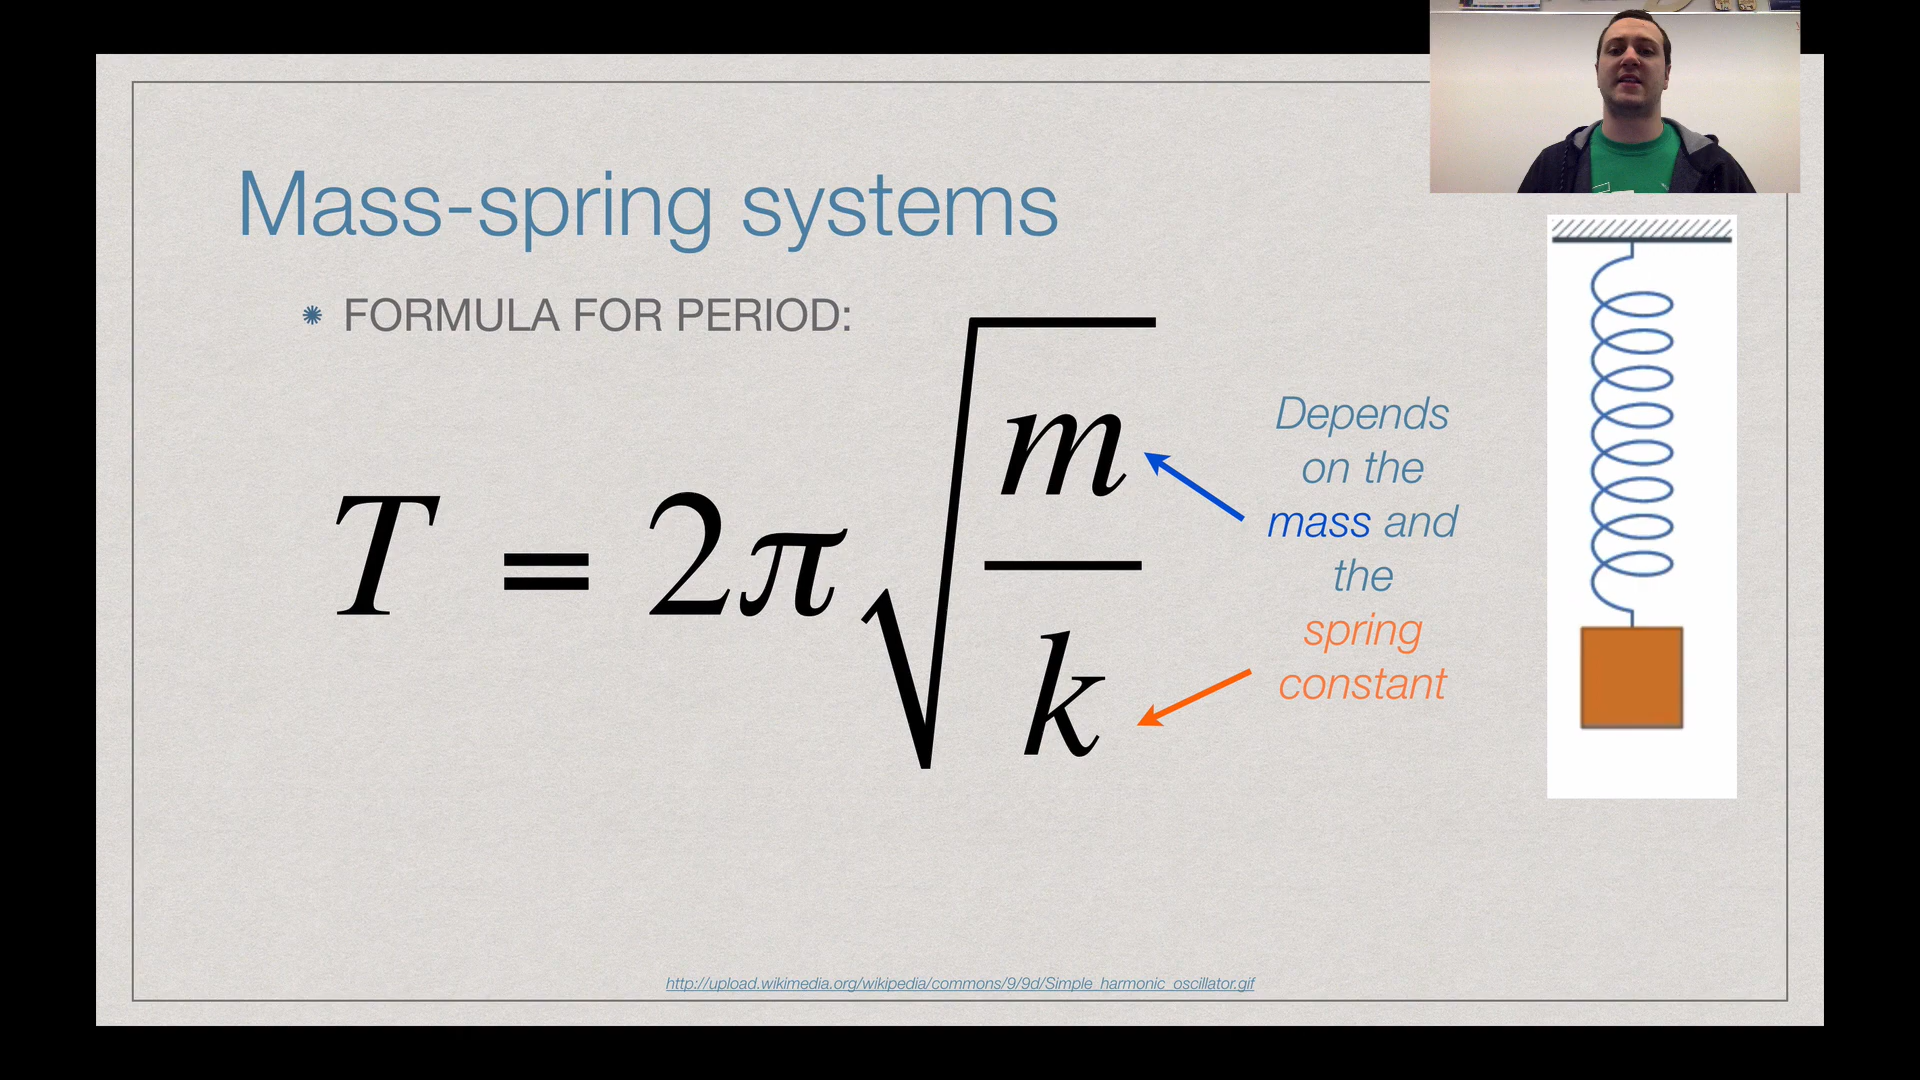 Mass-spring systems
FORMULA FOR PERIOD:
T = 2π√(m/k)
Depends
on the
mass and
the
spring
constant
http://upload.wikimedia.org/wikipedia/commons/9/9d/Simple_harmonic_oscillator.gif